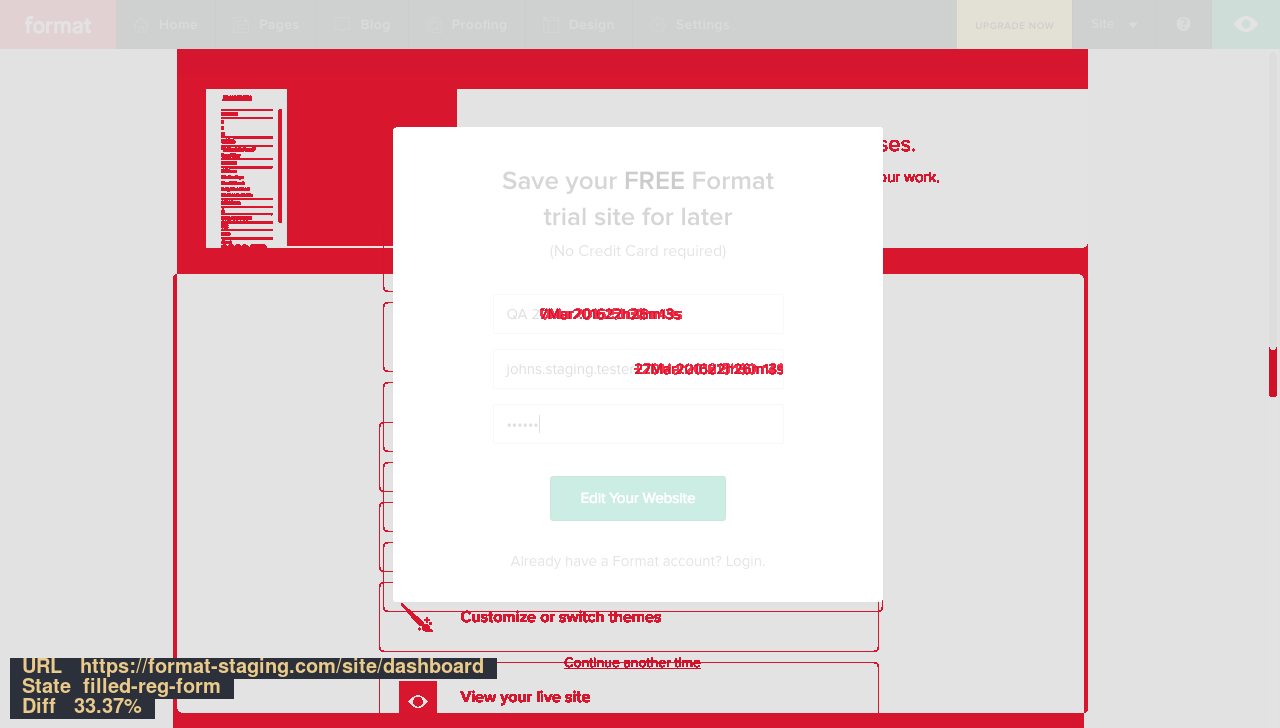 format
Home
Pages
Blog
Proofing
Design
Settings
UPGRADE NOW
Site
?
ses.
our work,
Save your FREE Format
trial site for later
(No Credit Card required)
QA 2
johns.staging.tester
••••••
Edit Your Website
Already have a Format account? Login.
Customize or switch themes
Continue another time
View your live site
URL https://format-staging.com/site/dashboard
State filled-reg-form
Diff 33.37%